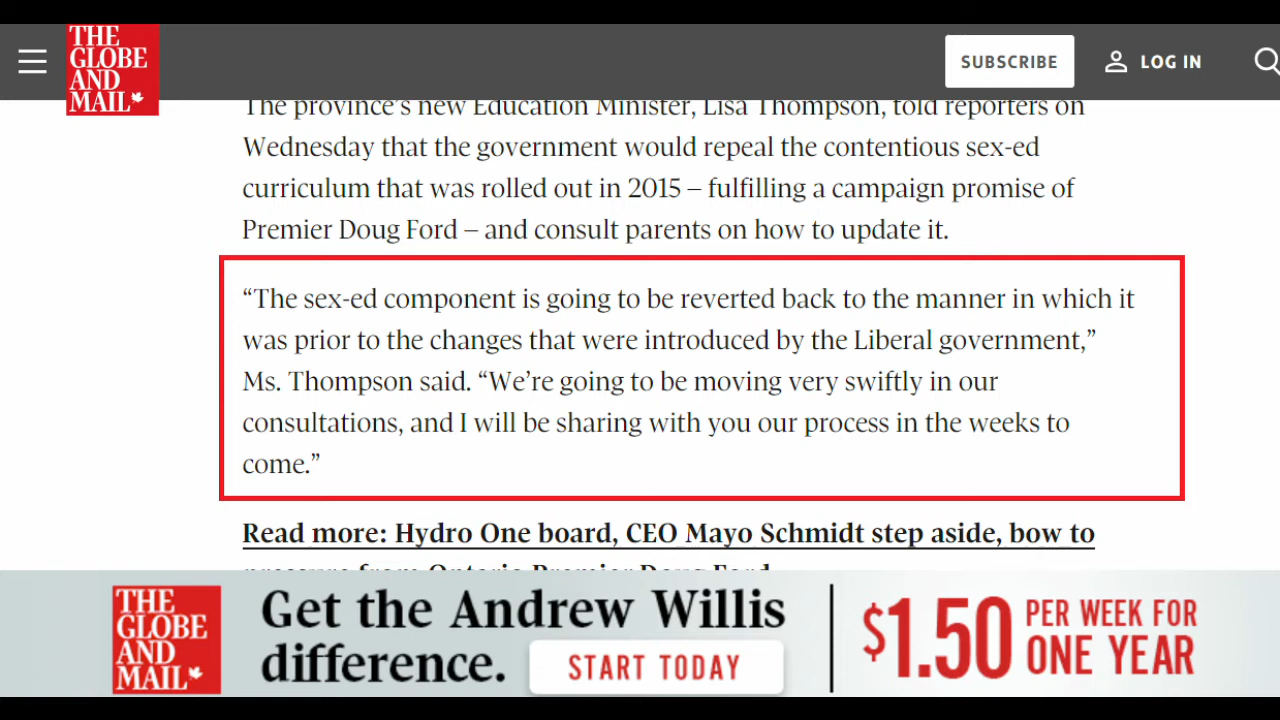 THE
GLOBE
AND
MAIL
SUBSCRIBE
LOG IN
The province's new Education Minister, Lisa Thompson, told reporters on
Wednesday that the government would repeal the contentious sex-ed
curriculum that was rolled out in 2015 – fulfilling a campaign promise of
Premier Doug Ford – and consult parents on how to update it.
“The sex-ed component is going to be reverted back to the manner in which it
was prior to the changes that were introduced by the Liberal government,”
Ms. Thompson said. “We’re going to be moving very swiftly in our
consultations, and I will be sharing with you our process in the weeks to
come.”
Read more: Hydro One board, CEO Mayo Schmidt step aside, bow to
pressure from Ontario Premier Doug Ford
THE
GLOBE
AND
MAIL
Get the Andrew Willis
difference.
START TODAY
$1.50
PER WEEK FOR
ONE YEAR